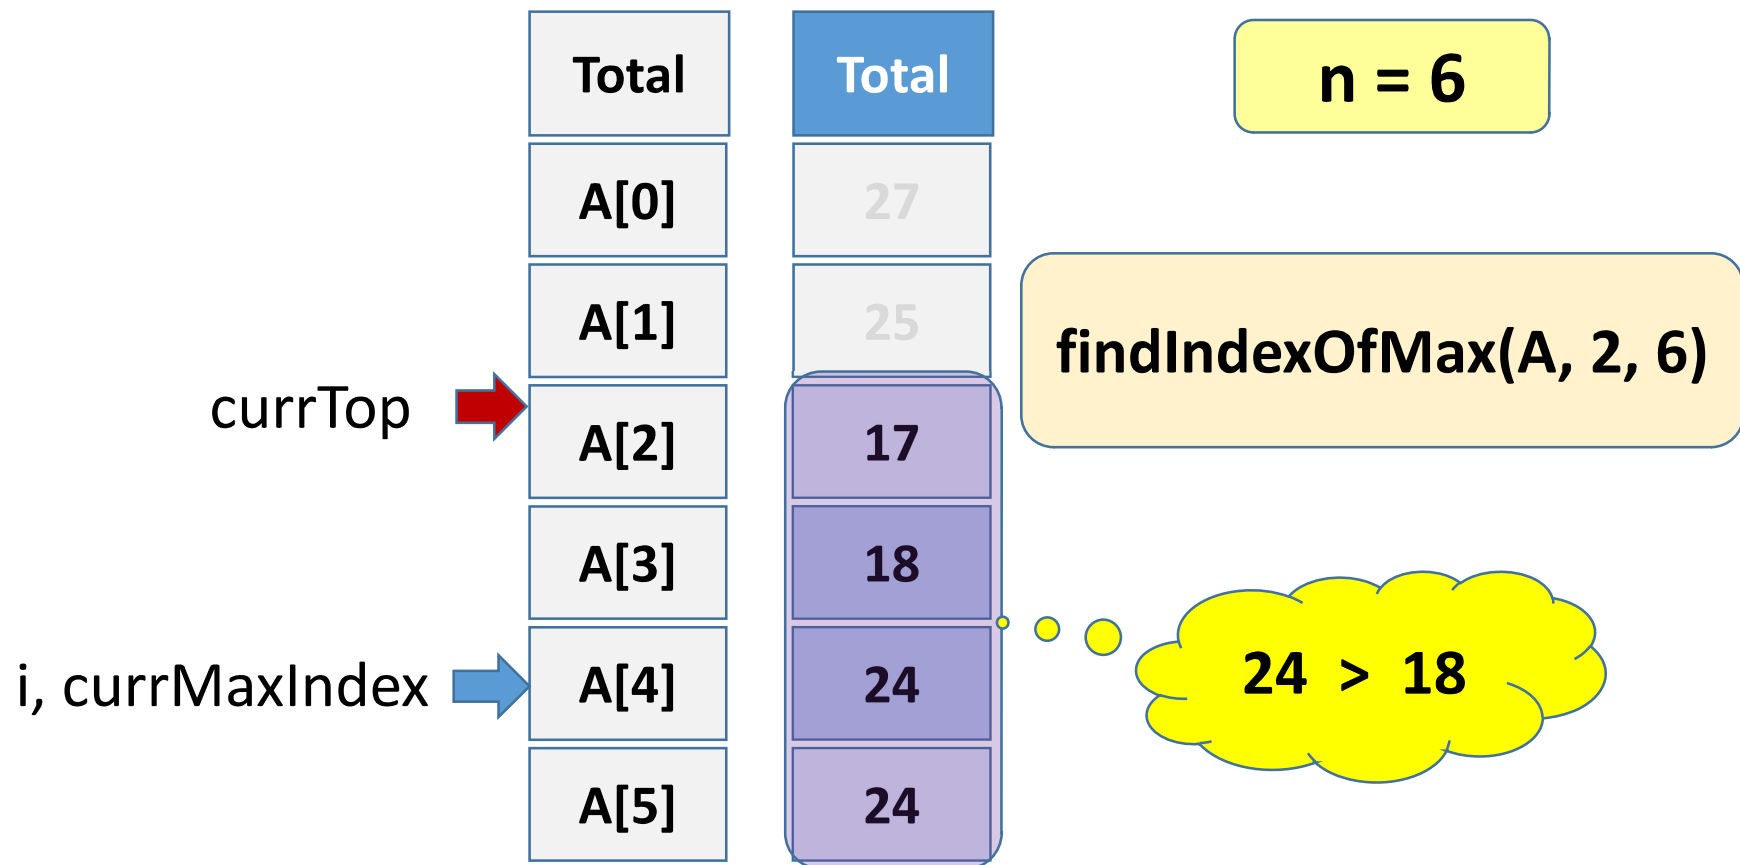 Total Total
n = 6
A[0] 27
A[1] 25
findIndexOfMax(A, 2, 6)
currTop
A[2] 17
A[3] 18
24 > 18
i, currMaxIndex
A[4] 24
A[5] 24